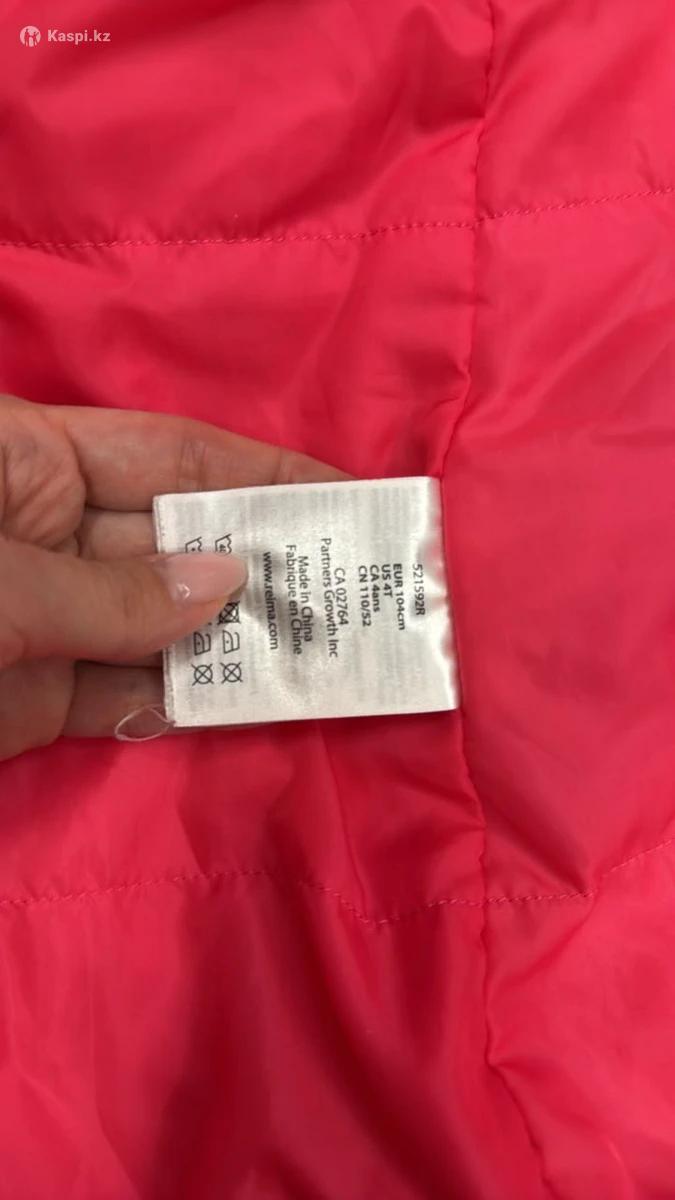 Kaspi.kz
521592R
EUR 104cm
US 4T
CA 4ans
CN 110/52
CA 02764
Partners Growth Inc
Made in China
Fabrique en Chine
www.reima.com